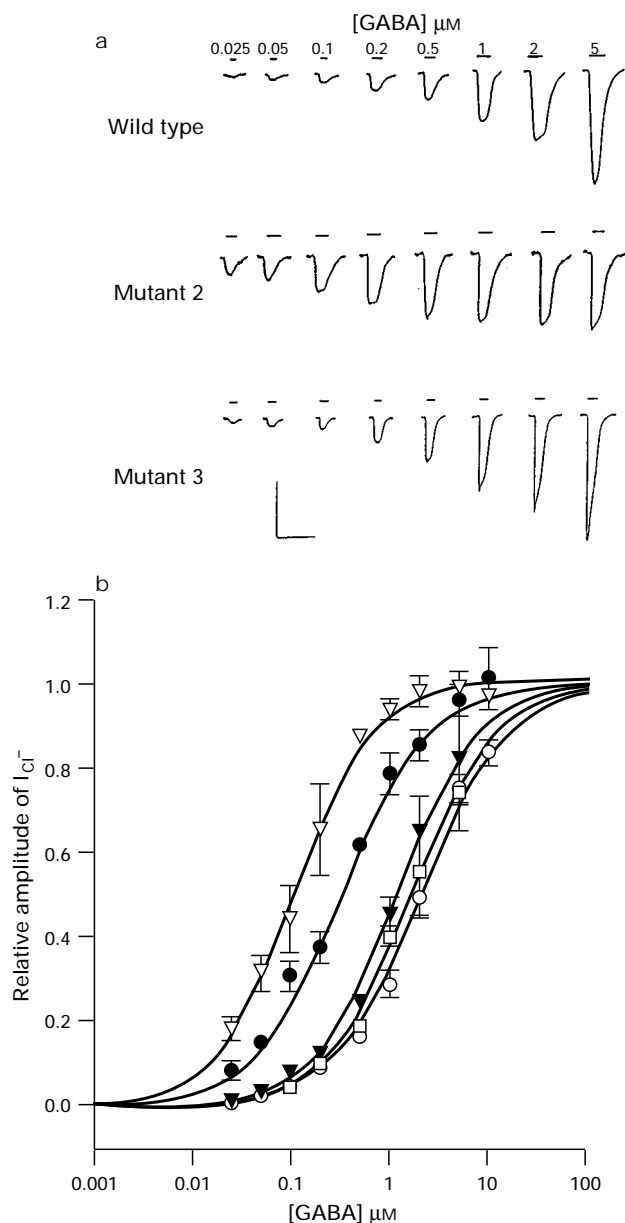 a
[GABA] μM
0.025 0.05 0.1 0.2 0.5 1 2 5
Wild type
Mutant 2
Mutant 3
b
1.2
1.0
0.8
0.6
0.4
0.2
0.0
Relative amplitude of ICl−
0.001 0.01 0.1 1 10 100
[GABA] μM